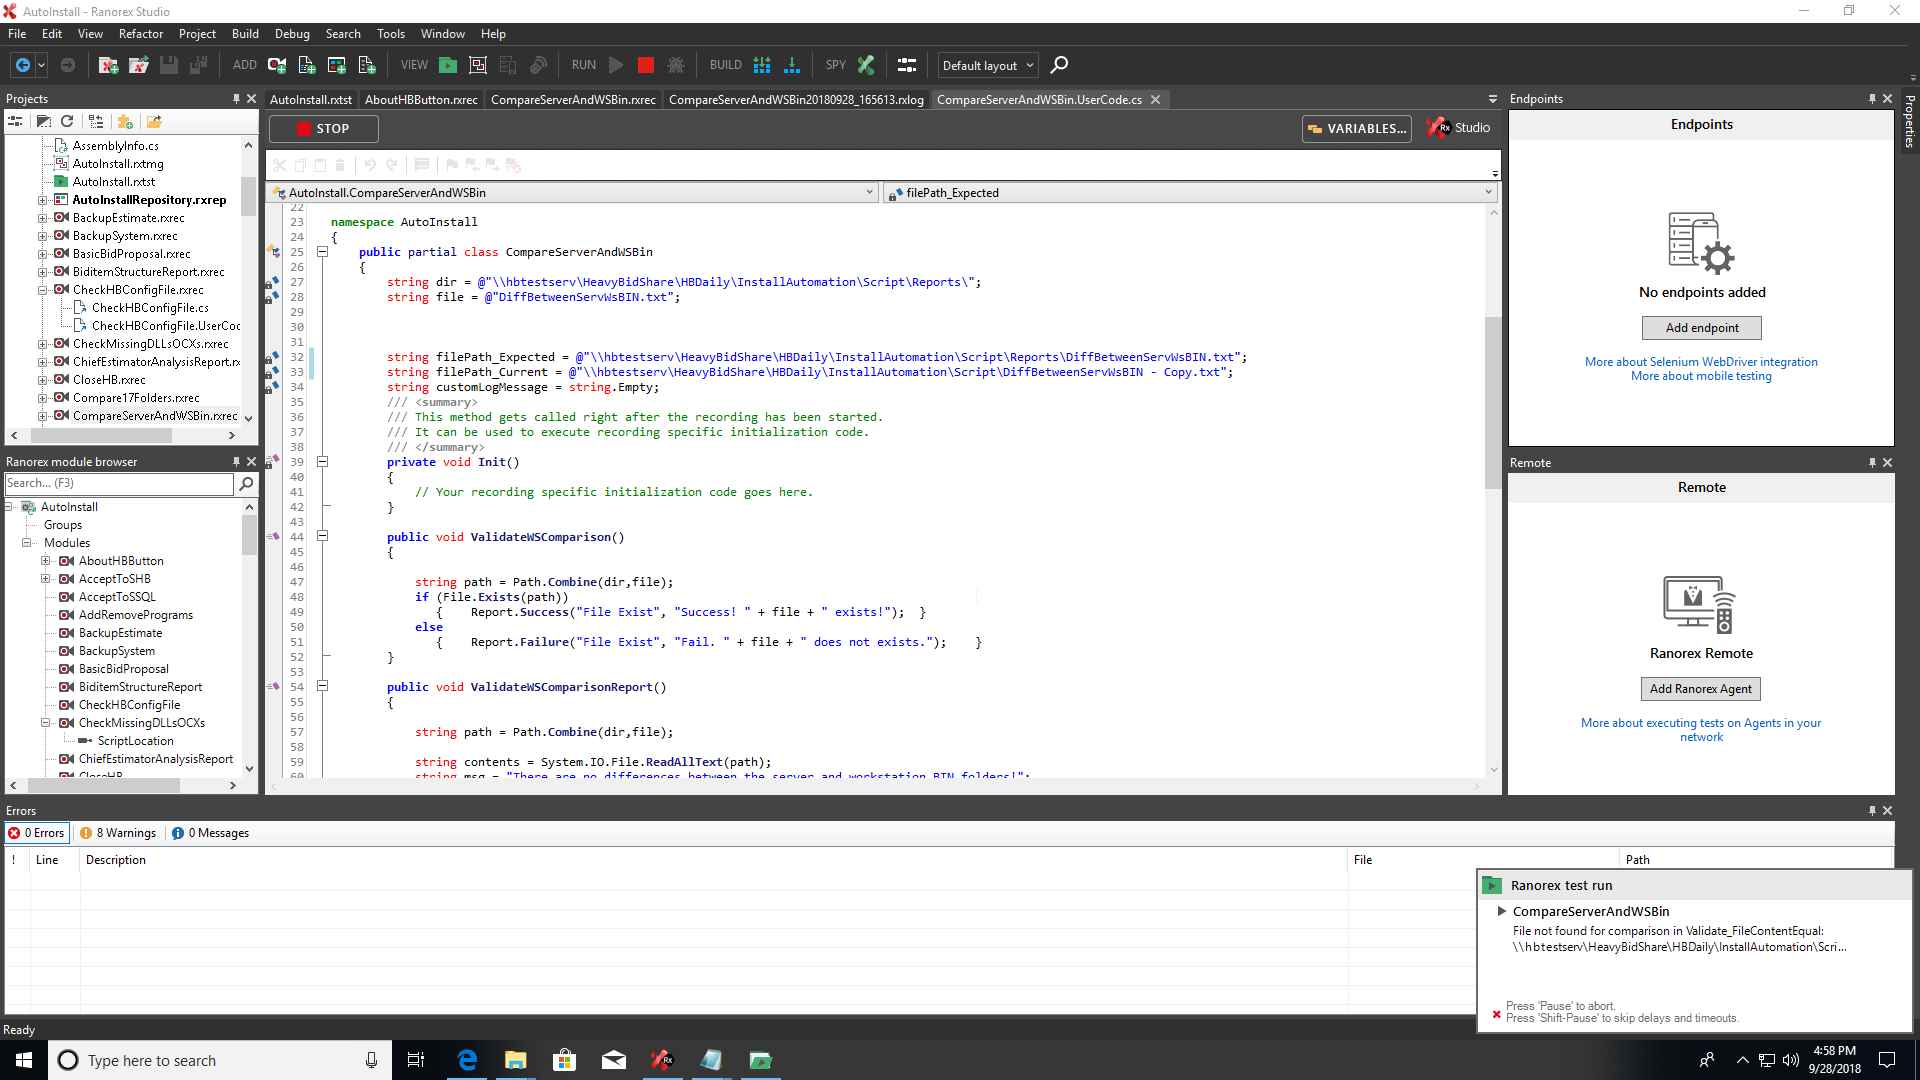 AutoInstall - Ranorex Studio
File Edit View Refactor Project Build Debug Search Tools Window Help
ADD VIEW RUN BUILD SPY Default layout
Projects
AssemblyInfo.cs
AutoInstall.rxtmg
AutoInstall.rxtst
AutoInstallRepository.rxrep
BackupEstimate.rxrec
BackupSystem.rxrec
BasicBidProposal.rxrec
BiditemStructureReport.rxrec
CheckHBConfigFile.rxrec
CheckHBConfigFile.cs
CheckHBConfigFile.UserCoc
CheckMissingDLLsOCXs.rxrec
ChiefEstimatorAnalysisReport.rx
CloseHB.rxrec
Compare17Folders.rxrec
CompareServerAndWSBin.rxrec
Ranorex module browser
Search... (F3)
AutoInstall
Groups
Modules
AboutHBButton
AcceptToSHB
AcceptToSSQL
AddRemovePrograms
BackupEstimate
BackupSystem
BasicBidProposal
BiditemStructureReport
CheckHBConfigFile
CheckMissingDLLsOCXs
ScriptLocation
ChiefEstimatorAnalysisReport
CloseHB
AutoInstall.rxtst AboutHBButton.rxrec CompareServerAndWSBin.rxrec CompareServerAndWSBin20180928_165613.rxlog CompareServerAndWSBin.UserCode.cs
STOP VARIABLES... Rx Studio
AutoInstall.CompareServerAndWSBin filePath_Expected
22
23 namespace AutoInstall
24 {
25 public partial class CompareServerAndWSBin
26 {
27 string dir = @"\\hbtestserv\HeavyBidShare\HBDaily\InstallAutomation\Script\Reports\";
28 string file = @"DiffBetweenServWsBIN.txt";
29
30
31
32 string filePath_Expected = @"\\hbtestserv\HeavyBidShare\HBDaily\InstallAutomation\Script\Reports\DiffBetweenServWsBIN.txt";
33 string filePath_Current = @"\\hbtestserv\HeavyBidShare\HBDaily\InstallAutomation\Script\DiffBetweenServWsBIN - Copy.txt";
34 string customLogMessage = string.Empty;
35 /// <summary>
36 /// This method gets called right after the recording has been started.
37 /// It can be used to execute recording specific initialization code.
38 /// </summary>
39 private void Init()
40 {
41 // Your recording specific initialization code goes here.
42 }
43
44 public void ValidateWSComparison()
45 {
46
47 string path = Path.Combine(dir,file);
48 if (File.Exists(path))
49 { Report.Success("File Exist", "Success! " + file + " exists!"); }
50 else
51 { Report.Failure("File Exist", "Fail. " + file + " does not exists."); }
52 }
53
54 public void ValidateWSComparisonReport()
55 {
56
57 string path = Path.Combine(dir,file);
58
59 string contents = System.IO.File.ReadAllText(path);
60 string msg = "There are no differences between the server and workstation BIN folders!";
Endpoints
Endpoints
No endpoints added
Add endpoint
More about Selenium WebDriver integration
More about mobile testing
Remote
Remote
Ranorex Remote
Add Ranorex Agent
More about executing tests on Agents in your
network
Properties
Errors
0 Errors 8 Warnings 0 Messages
! Line Description File Path
Ranorex test run
CompareServerAndWSBin
File not found for comparison in Validate_FileContentEqual:
\\hbtestserv\HeavyBidShare\HBDaily\InstallAutomation\Scri...
Press 'Pause' to abort.
Press 'Shift-Pause' to skip delays and timeouts.
Ready
Type here to search
4:58 PM
9/28/2018